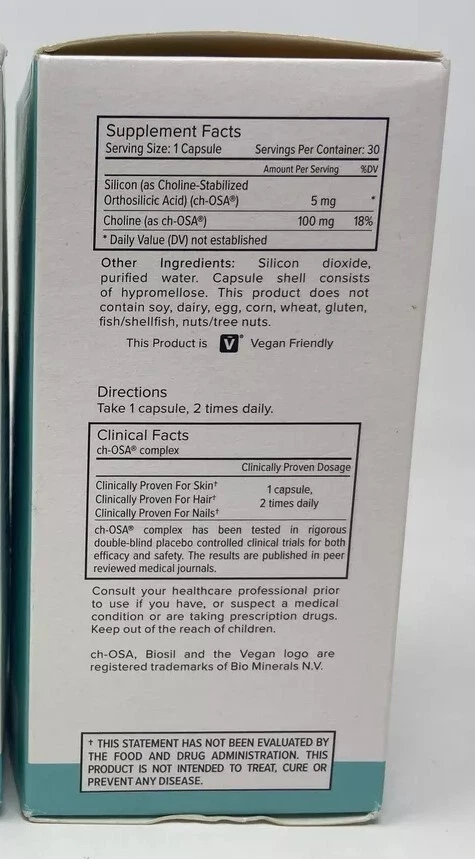 Supplement Facts
Serving Size: 1 Capsule Servings Per Container: 30
Amount Per Serving %DV
Silicon (as Choline-Stabilized
Orthosilicic Acid) (ch-OSA®) 5 mg *
Choline (as ch-OSA®) 100 mg 18%
* Daily Value (DV) not established
Other Ingredients: Silicon dioxide,
purified water. Capsule shell consists
of hypromellose. This product does not
contain soy, dairy, egg, corn, wheat, gluten,
fish/shellfish, nuts/tree nuts.
This Product is V® Vegan Friendly
Directions
Take 1 capsule, 2 times daily.
Clinical Facts
ch-OSA® complex
Clinically Proven Dosage
Clinically Proven For Skin†
Clinically Proven For Hair†
Clinically Proven For Nails†
1 capsule,
2 times daily
ch-OSA® complex has been tested in rigorous
double-blind placebo controlled clinical trials for both
efficacy and safety. The results are published in peer
reviewed medical journals.
Consult your healthcare professional prior
to use if you have, or suspect a medical
condition or are taking prescription drugs.
Keep out of the reach of children.
ch-OSA, Biosil and the Vegan logo are
registered trademarks of Bio Minerals N.V.
† THIS STATEMENT HAS NOT BEEN EVALUATED BY
THE FOOD AND DRUG ADMINISTRATION. THIS
PRODUCT IS NOT INTENDED TO TREAT, CURE OR
PREVENT ANY DISEASE.